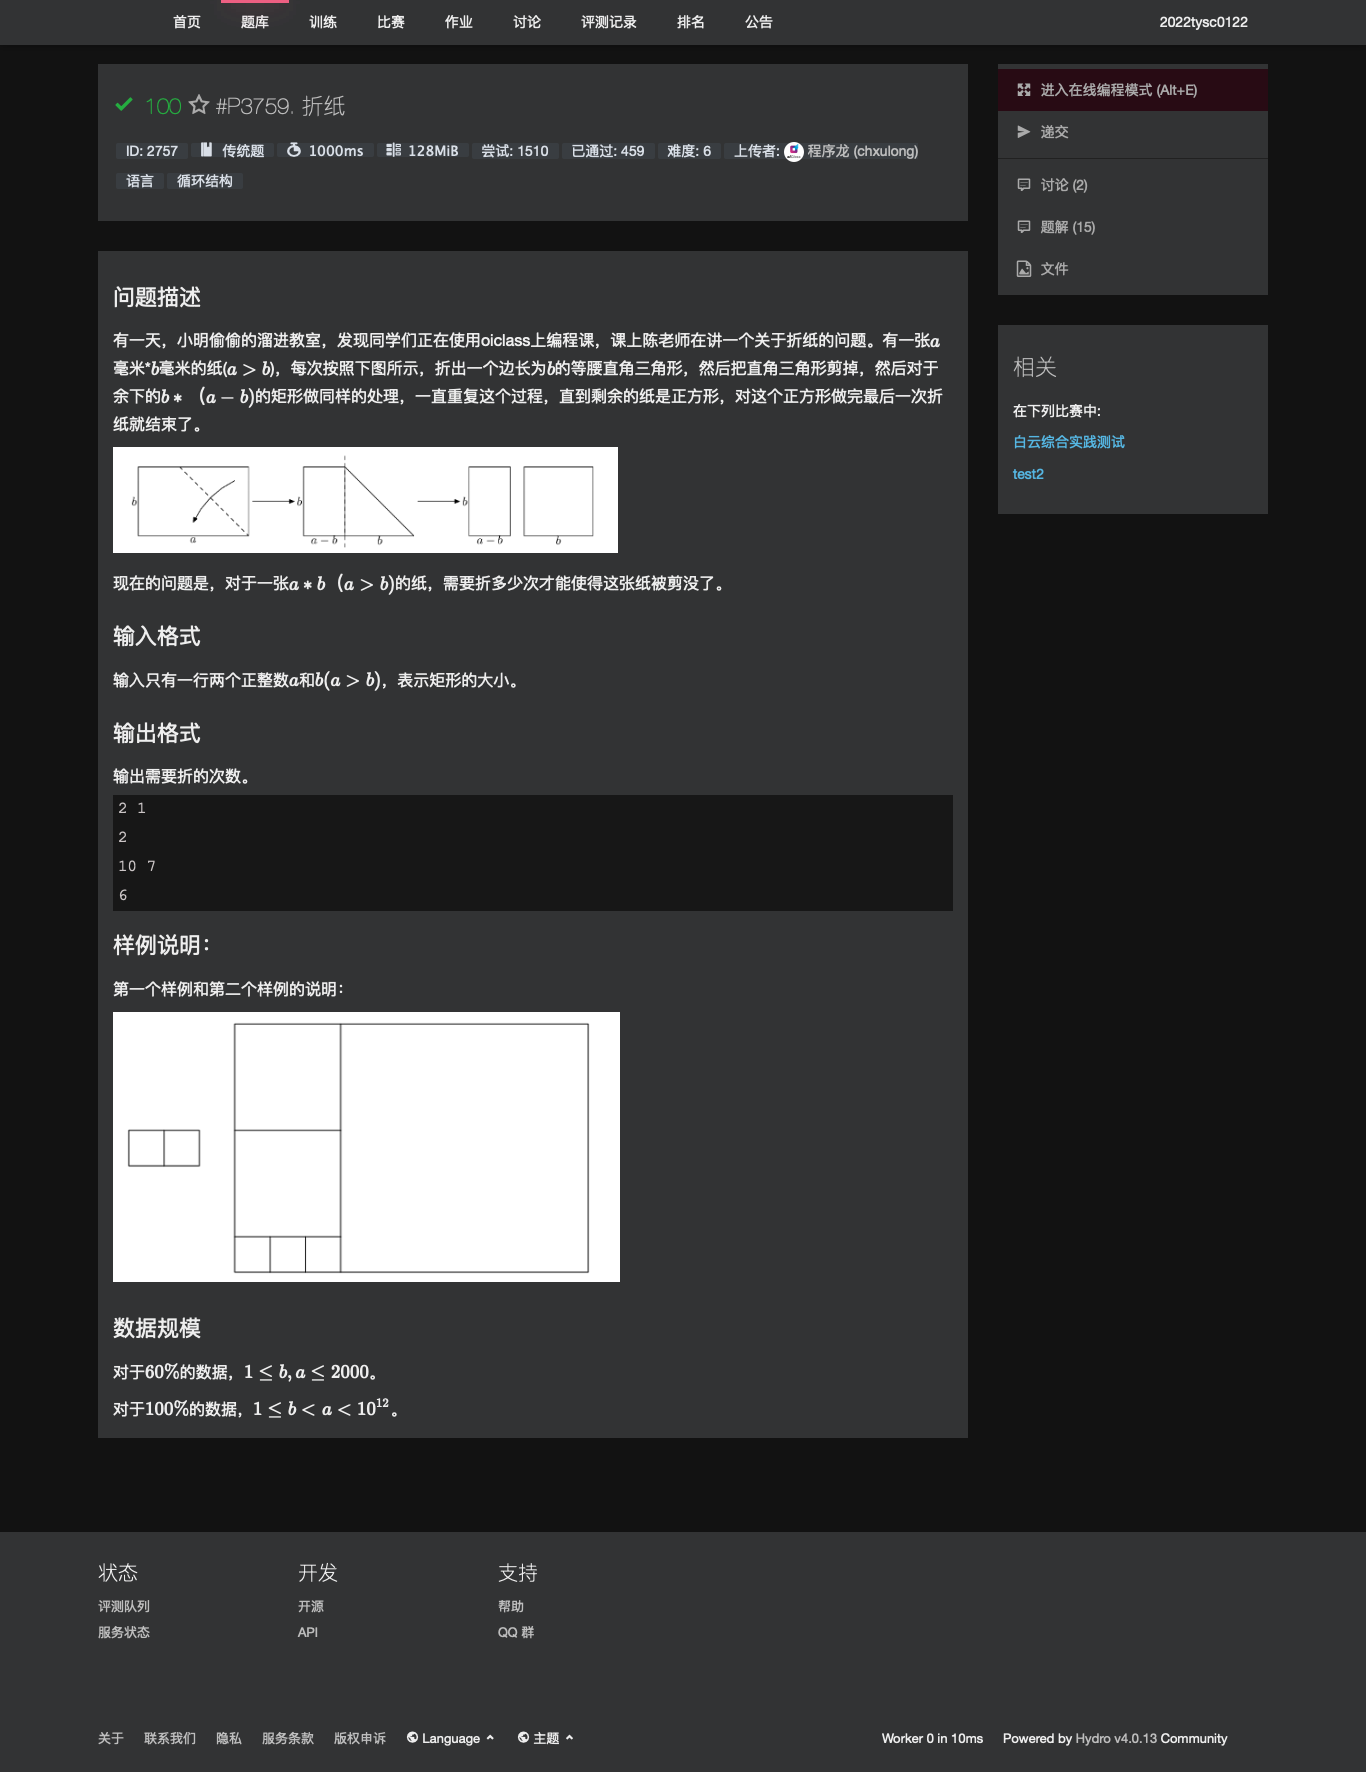 首页 题库 训练 比赛 作业 讨论 评测记录 排名 公告 2022tysc0122
100 #P3759. 折纸
ID: 2757 传统题 1000ms 128MiB 尝试: 1510 已通过: 459 难度: 6 上传者: 程序龙 (chxulong)
语言 循环结构
进入在线编程模式 (Alt+E)
递交
讨论 (2)
题解 (15)
文件
相关
在下列比赛中:
白云综合实践测试
test2
问题描述
有一天，小明偷偷的溜进教室，发现同学们正在使用oiclass上编程课，课上陈老师在讲一个关于折纸的问题。有一张a
毫米*b毫米的纸(a > b)，每次按照下图所示，折出一个边长为b的等腰直角三角形，然后把直角三角形剪掉，然后对于
余下的b *（a − b)的矩形做同样的处理，一直重复这个过程，直到剩余的纸是正方形，对这个正方形做完最后一次折
纸就结束了。
b a b a − b b b a − b b
现在的问题是，对于一张a * b（a > b)的纸，需要折多少次才能使得这张纸被剪没了。
输入格式
输入只有一行两个正整数a和b(a > b)，表示矩形的大小。
输出格式
输出需要折的次数。
2 1
2
10 7
6
样例说明：
第一个样例和第二个样例的说明：
数据规模
对于60%的数据，1 ≤ b, a ≤ 2000。
对于100%的数据，1 ≤ b < a < 10¹²。
状态 开发 支持
评测队列 开源 帮助
服务状态 API QQ 群
关于 联系我们 隐私 服务条款 版权申诉 Language 主题 Worker 0 in 10ms Powered by Hydro v4.0.13 Community